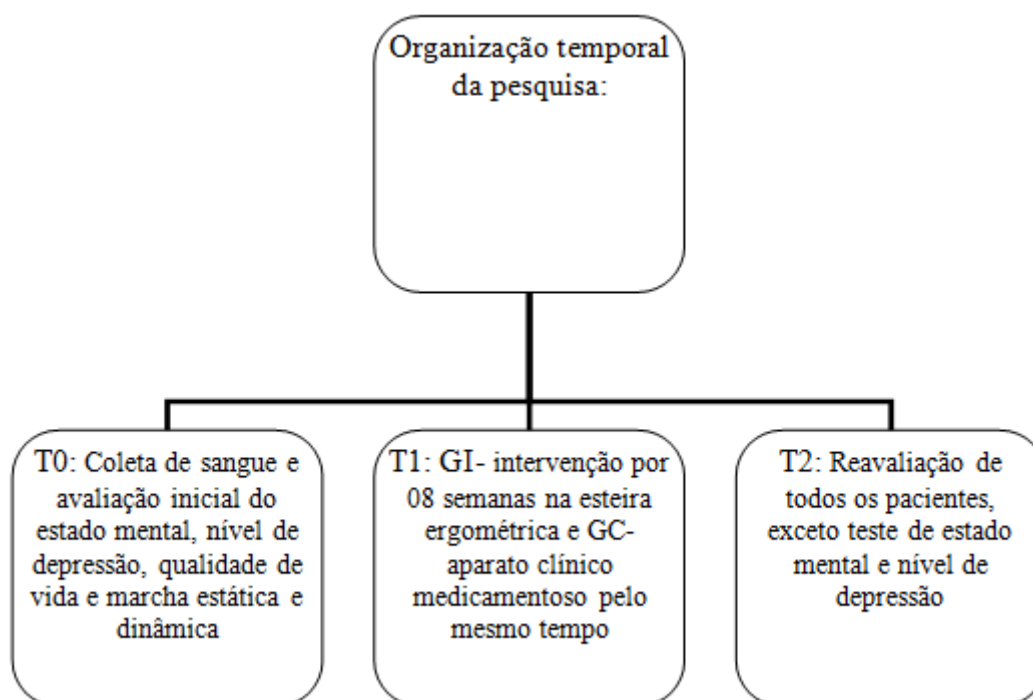 Organização temporal
da pesquisa:
T0: Coleta de sangue e
avaliação inicial do
estado mental, nível de
depressão, qualidade de
vida e marcha estática e
dinâmica
T1: GI- intervenção por
08 semanas na esteira
ergométrica e GC-
aparato clínico
medicamentoso pelo
mesmo tempo
T2: Reavaliação de
todos os pacientes,
exceto teste de estado
mental e nível de
depressão